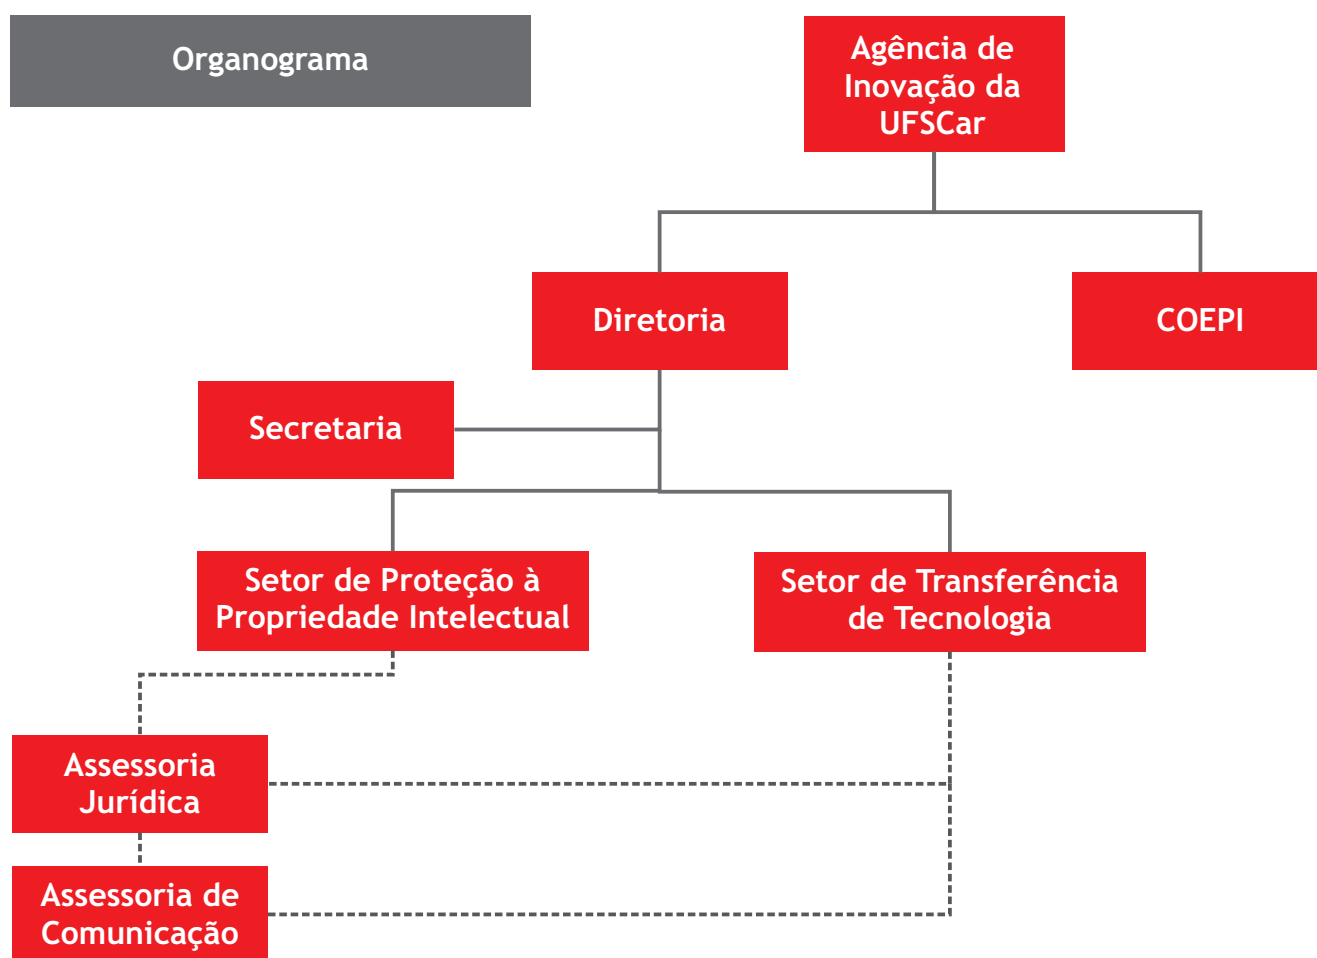 Organograma
Agência de
Inovação da
UFSCar
Diretoria
COEPI
Secretaria
Setor de Proteção à
Propriedade Intelectual
Setor de Transferência
de Tecnologia
Assessoria
Jurídica
Assessoria de
Comunicação